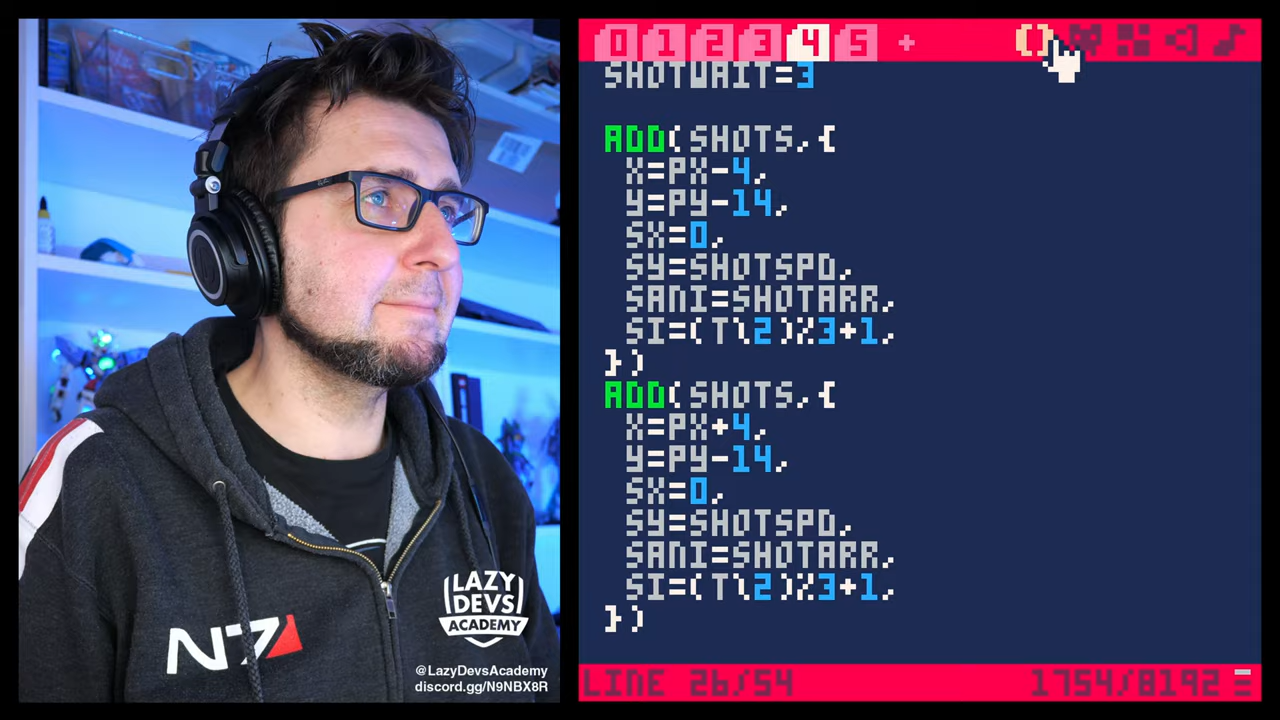 0 1 2 3 4 5 +
SHOTWAIT=3
ADD(SHOTS,{
X=PX-4,
Y=PY-14,
SX=0,
SY=SHOTSPD,
SANI=SHOTARR,
SI=(T\2)%3+1,
})
ADD(SHOTS,{
X=PX+4,
Y=PY-14,
SX=0,
SY=SHOTSPD,
SANI=SHOTARR,
SI=(T\2)%3+1,
})
LINE 26/54
1754/8192
N7
LAZY
DEVS
ACADEMY
@LazyDevsAcademy
discord.gg/N9NBX8R